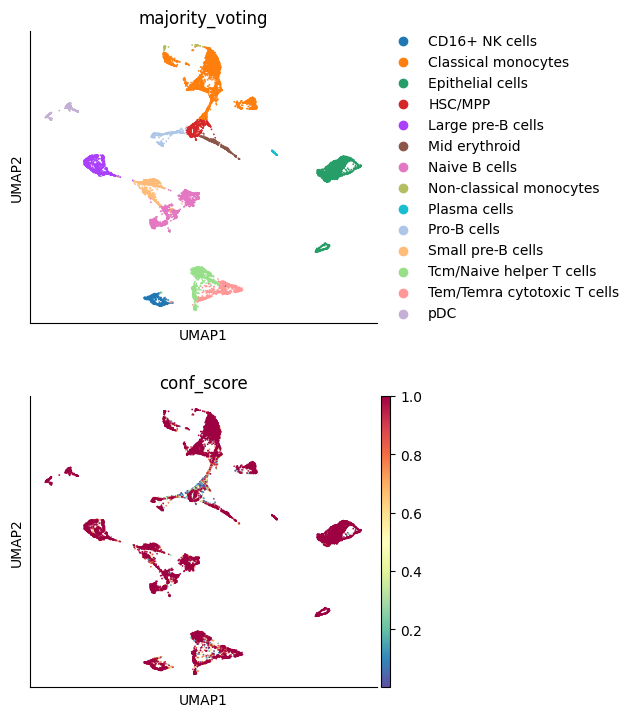 majority_voting
UMAP2
UMAP1
CD16+ NK cells
Classical monocytes
Epithelial cells
HSC/MPP
Large pre-B cells
Mid erythroid
Naive B cells
Non-classical monocytes
Plasma cells
Pro-B cells
Small pre-B cells
Tcm/Naive helper T cells
Tem/Temra cytotoxic T cells
pDC
conf_score
UMAP2
UMAP1
1.0
0.8
0.6
0.4
0.2